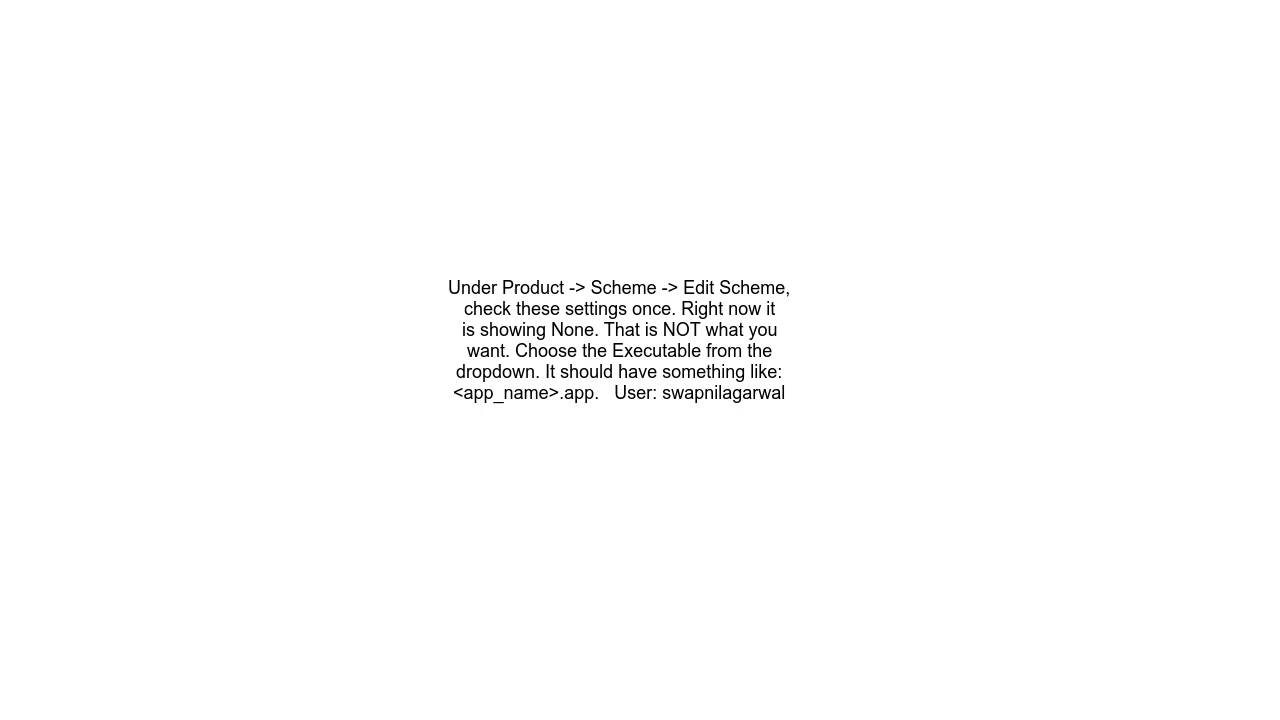 Under Product -> Scheme -> Edit Scheme,
check these settings once. Right now it
is showing None. That is NOT what you
want. Choose the Executable from the
dropdown. It should have something like:
<app_name>.app.   User: swapnilagarwal